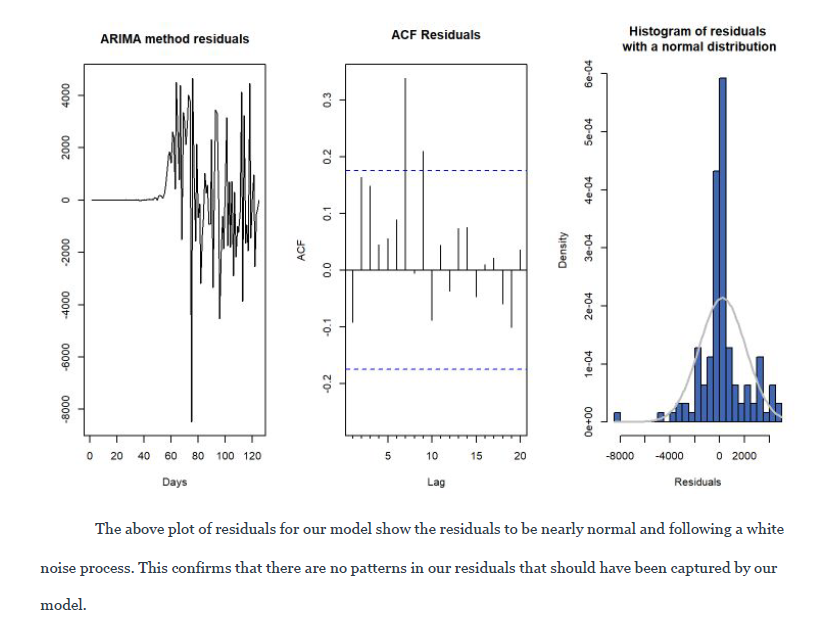 ARIMA method residuals
ACF Residuals
Histogram of residuals
with a normal distribution
4000
2000
0
-2000
-4000
-6000
-8000
0 20 40 60 80 100 120
Days
ACF
0.3
0.2
0.1
0.0
-0.1
-0.2
5 10 15 20
Lag
Density
6e-04
5e-04
4e-04
3e-04
2e-04
1e-04
0e+00
-8000 -4000 0 2000
Residuals
The above plot of residuals for our model show the residuals to be nearly normal and following a white
noise process. This confirms that there are no patterns in our residuals that should have been captured by our
model.